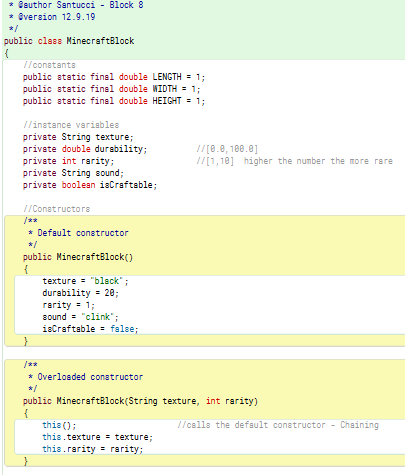 * @author Santucci - Block 8
* @version 12.9.19
*/
public class MinecraftBlock
{
//constants
public static final double LENGTH = 1;
public static final double WIDTH = 1;
public static final double HEIGHT = 1;
//instance variables
private String texture;
private double durability; //[0.0,100.0]
private int rarity; //[1,10] higher the number the more rare
private String sound;
private boolean isCraftable;
//Constructors
/**
* Default constructor
*/
public MinecraftBlock()
{
texture = "black";
durability = 20;
rarity = 1;
sound = "clink";
isCraftable = false;
}
/**
* Overloaded constructor
*/
public MinecraftBlock(String texture, int rarity)
{
this(); //calls the default constructor - Chaining
this.texture = texture;
this.rarity = rarity;
}